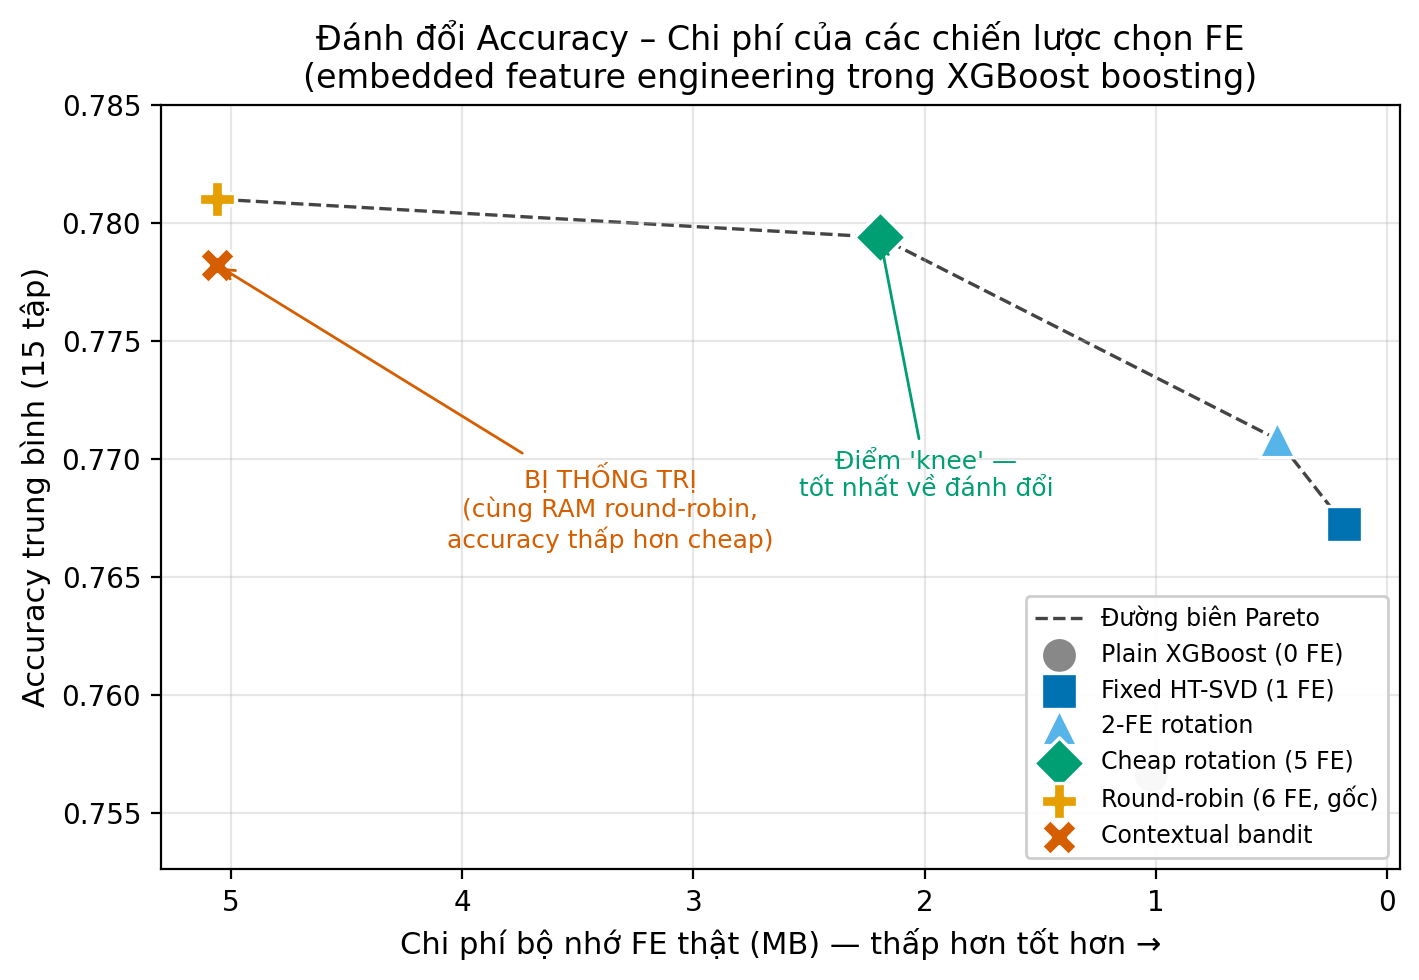 Đánh đổi Accuracy – Chi phí của các chiến lược chọn FE
(embedded feature engineering trong XGBoost boosting)
Accuracy trung bình (15 tập)
0.785
0.780
0.775
0.770
0.765
0.760
0.755
BỊ THỐNG TRỊ
(cùng RAM round-robin,
accuracy thấp hơn cheap)
Điểm 'knee' —
tốt nhất về đánh đổi
Đường biên Pareto
Plain XGBoost (0 FE)
Fixed HT-SVD (1 FE)
2-FE rotation
Cheap rotation (5 FE)
Round-robin (6 FE, gốc)
Contextual bandit
5 4 3 2 1 0
Chi phí bộ nhớ FE thật (MB) — thấp hơn tốt hơn →